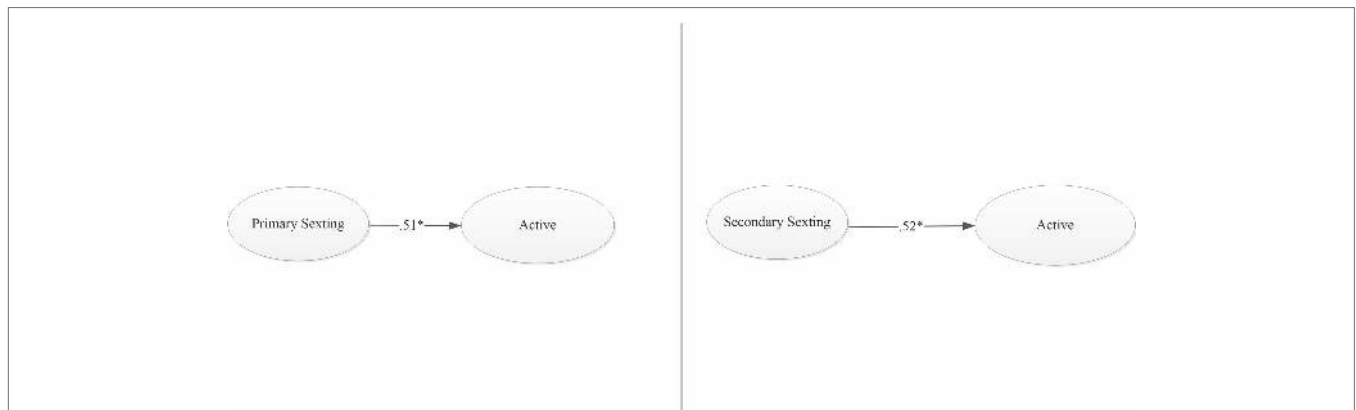 Primary Sexting
.51*
Active
Secondary Sexting
.52*
Active